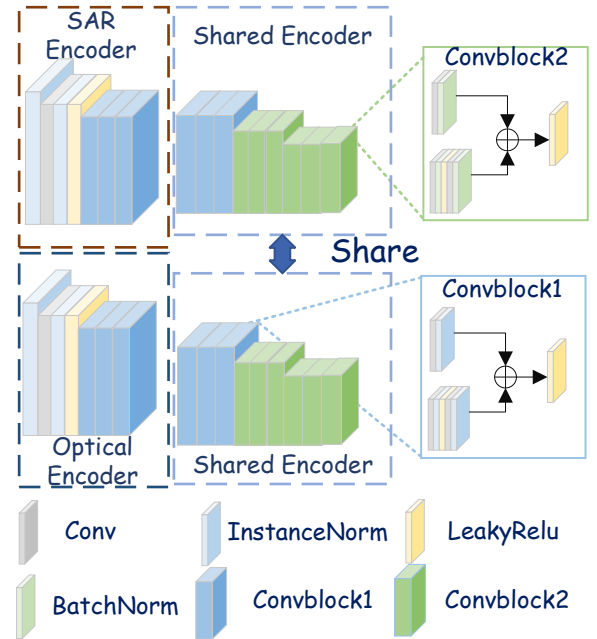 SAR
Encoder
Shared Encoder
Convblock2
Share
Convblock1
Optical
Encoder
Shared Encoder
Conv
InstanceNorm
LeakyRelu
BatchNorm
Convblock1
Convblock2